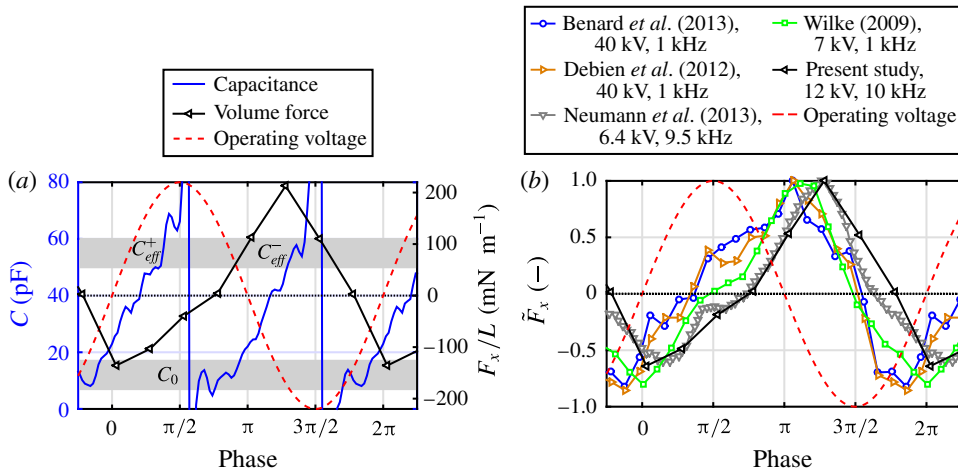 Capacitance
Volume force
Operating voltage
Benard et al. (2013),
40 kV, 1 kHz
Debien et al. (2012),
40 kV, 1 kHz
Neumann et al. (2013),
6.4 kV, 9.5 kHz
Wilke (2009),
7 kV, 1 kHz
Present study,
12 kV, 10 kHz
Operating voltage
(a)
C (pF)
80
60
40
20
0
C⁺eff
C⁻eff
C₀
200
100
0
−100
−200
Fₓ/L (mN m⁻¹)
0
π/2
π
3π/2
2π
Phase
(b)
F̃ₓ (–)
1.0
0.5
0
−0.5
−1.0
0
π/2
π
3π/2
2π
Phase